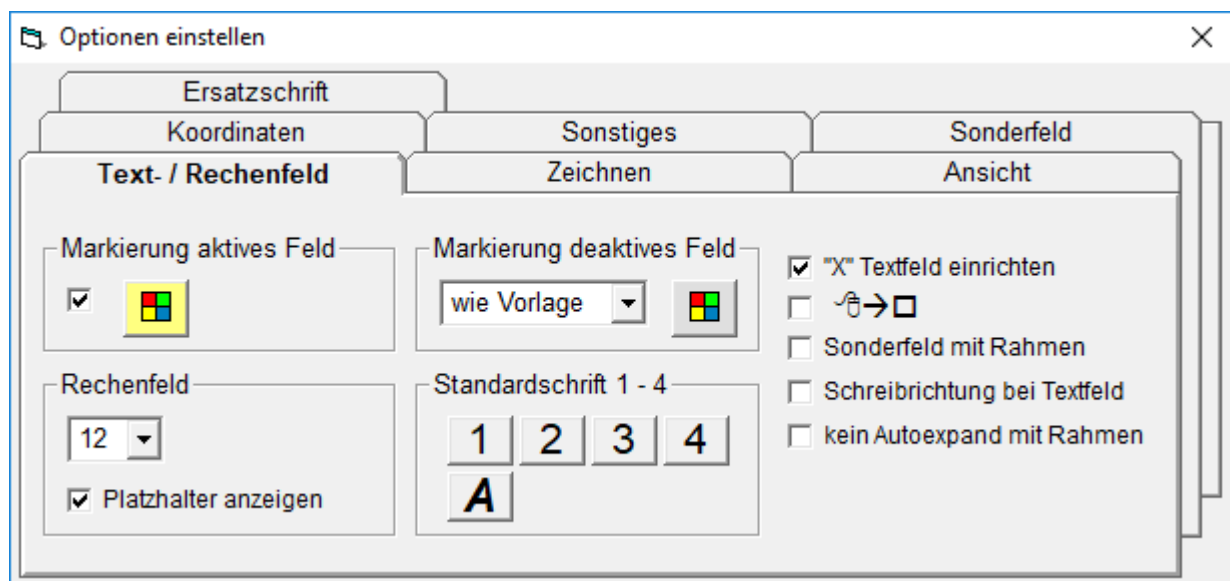 Optionen einstellen
Ersatzschrift
Koordinaten
Sonstiges
Sonderfeld
Text- / Rechenfeld
Zeichnen
Ansicht
Markierung aktives Feld
Markierung deaktives Feld
wie Vorlage
"X" Textfeld einrichten
Sonderfeld mit Rahmen
Schreibrichtung bei Textfeld
kein Autoexpand mit Rahmen
Rechenfeld
12
Platzhalter anzeigen
Standardschrift 1 - 4
1 2 3 4
A